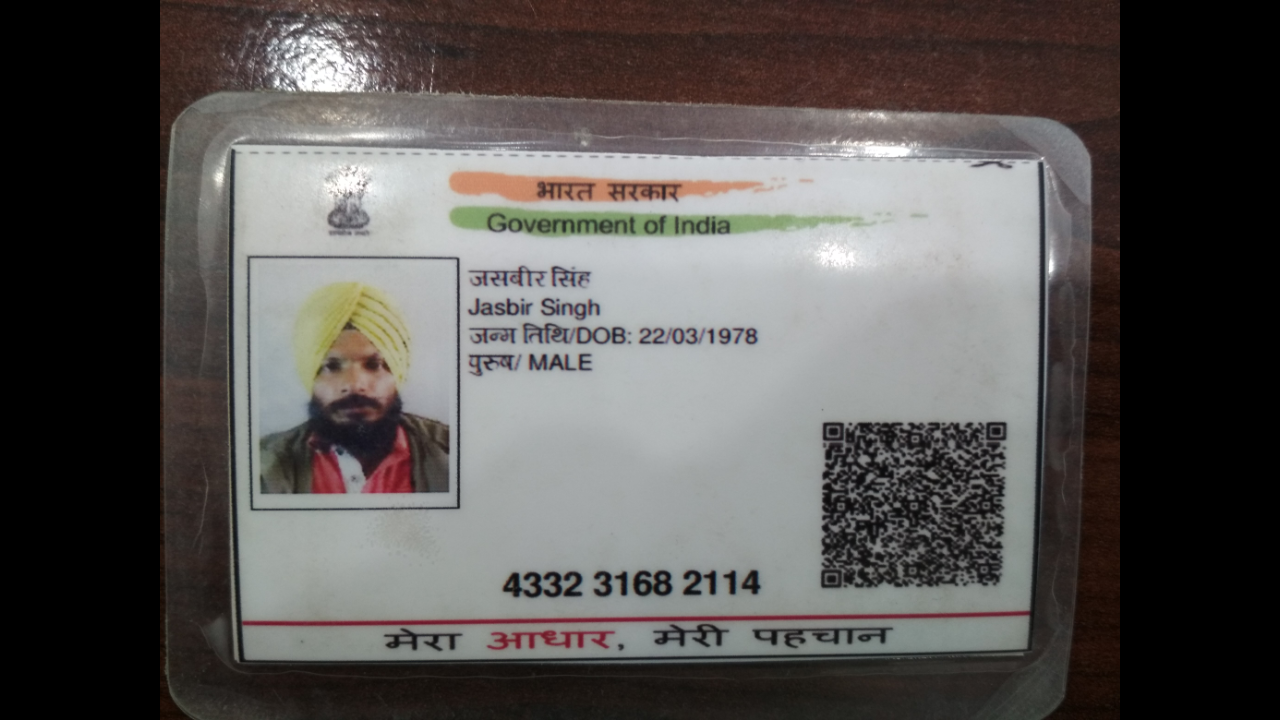 भारत सरकार
Government of India
जसबीर सिंह
Jasbir Singh
जन्म तिथि/DOB: 22/03/1978
पुरुष/ MALE
4332 3168 2114
मेरा आधार, मेरी पहचान